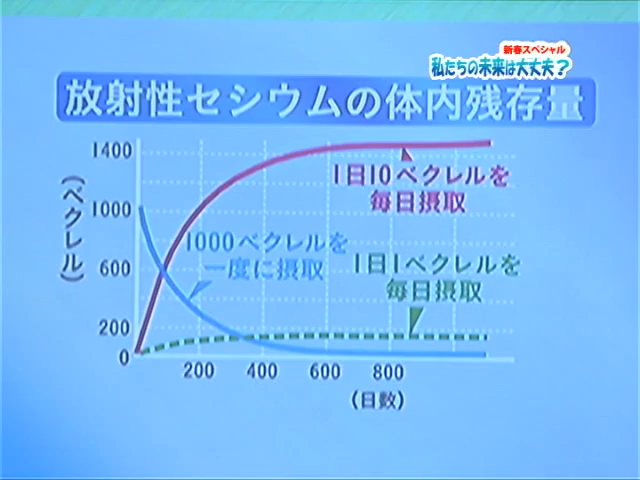 新春スペシャル
私たちの未来は大丈夫?
放射性セシウムの体内残存量
(ベクレル)
1400
1000
600
200
0
1日10ベクレルを
毎日摂取
1000ベクレルを
一度に摂取
1日1ベクレルを
毎日摂取
200
400
600
800
(日数)